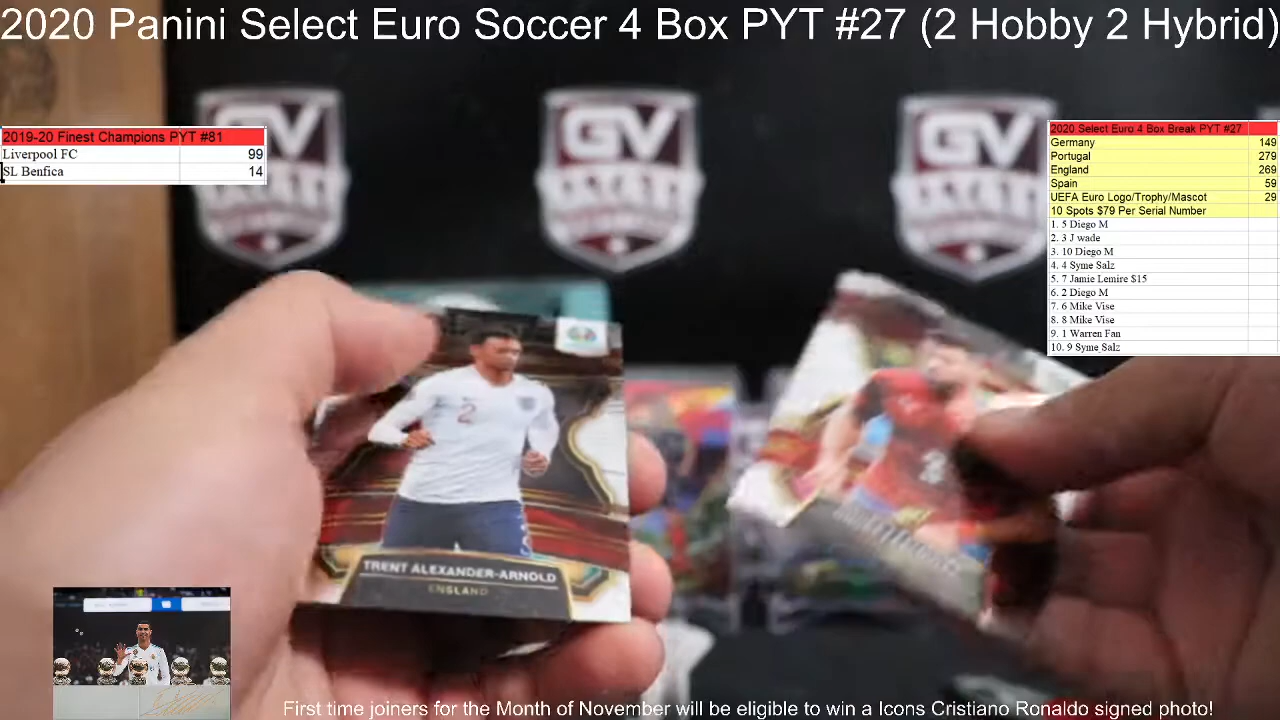 2020 Panini Select Euro Soccer 4 Box PYT #27 (2 Hobby 2 Hybrid)
2019-20 Finest Champions PYT #81
Liverpool FC 99
SL Benfica 14
GV
GV
GV
2020 Select Euro 4 Box Break PYT #27
Germany 149
Portugal 279
England 269
Spain 59
UEFA Euro Logo/Trophy/Mascot 29
10 Spots $79 Per Serial Number
1. 5 Diego M
2. 3 J wade
3. 10 Diego M
4. 4 Syme Salz
5. 7 Jamie Lemire $15
6. 2 Diego M
7. 6 Mike Vise
8. 8 Mike Vise
9. 1 Warren Fan
10. 9 Syme Salz
2
TRENT ALEXANDER-ARNOLD
ENGLAND
First time joiners for the Month of November will be eligible to win a Icons Cristiano Ronaldo signed photo!